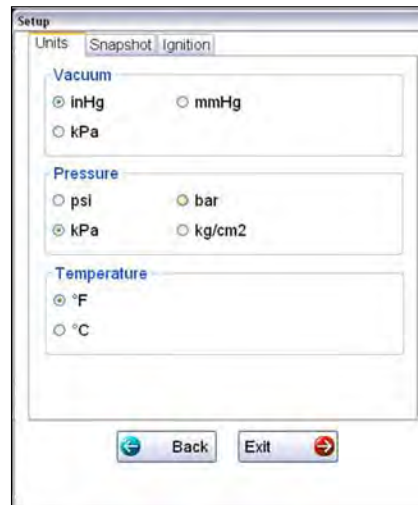 Setup
Units Snapshot Ignition
Vacuum
inHg mmHg
kPa
Pressure
psi bar
kPa kg/cm2
Temperature
°F
°C
Back Exit